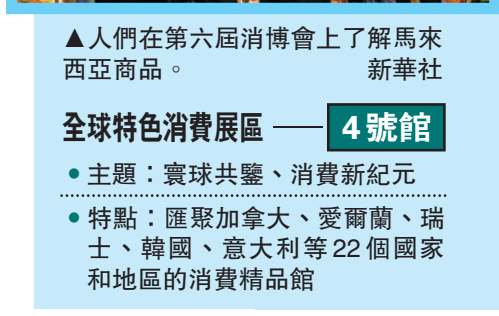 ▲人們在第六屆消博會上了解馬來
西亞商品。 新華社
全球特色消費展區 —— 4號館
• 主題：寰球共鑒、消費新紀元
• 特點：匯聚加拿大、愛爾蘭、瑞
士、韓國、意大利等22個國家
和地區的消費精品館